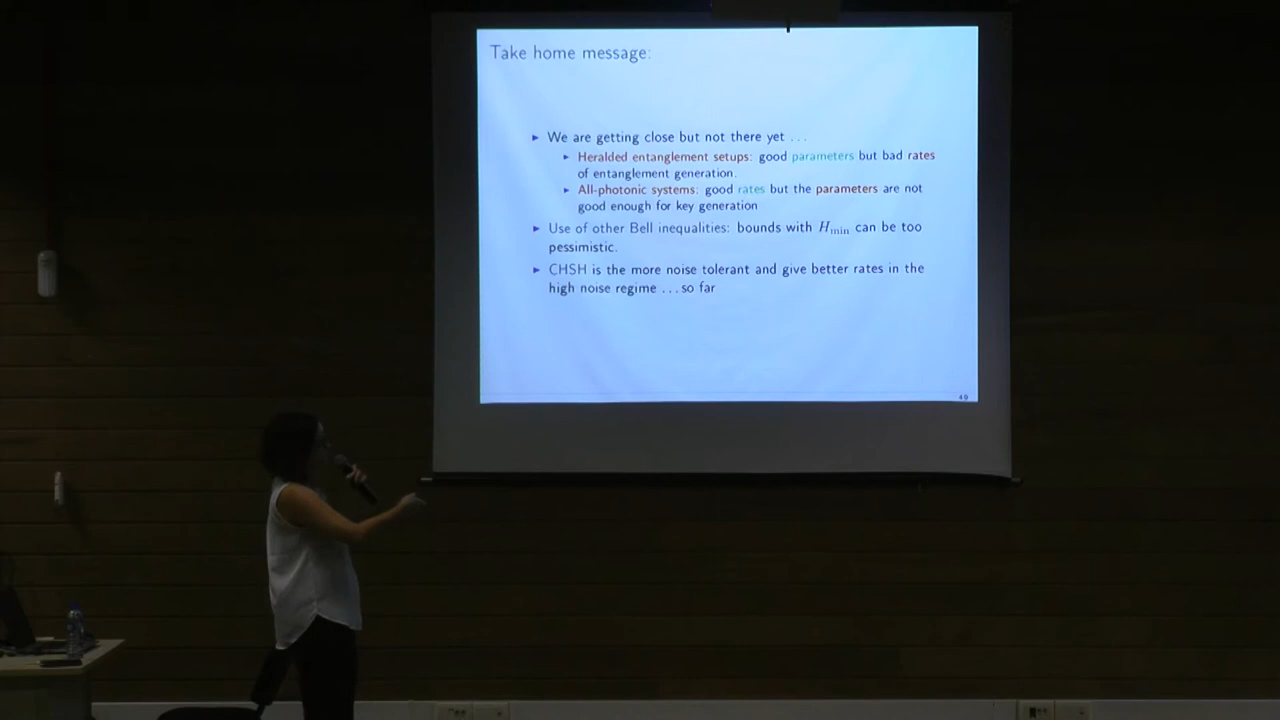 Take home message:
▸ We are getting close but not there yet ...
▸ Heralded entanglement setups: good parameters but bad rates
of entanglement generation.
▸ All-photonic systems: good rates but the parameters are not
good enough for key generation
▸ Use of other Bell inequalities: bounds with H_min can be too
pessimistic.
▸ CHSH is the more noise tolerant and give better rates in the
high noise regime ... so far
49